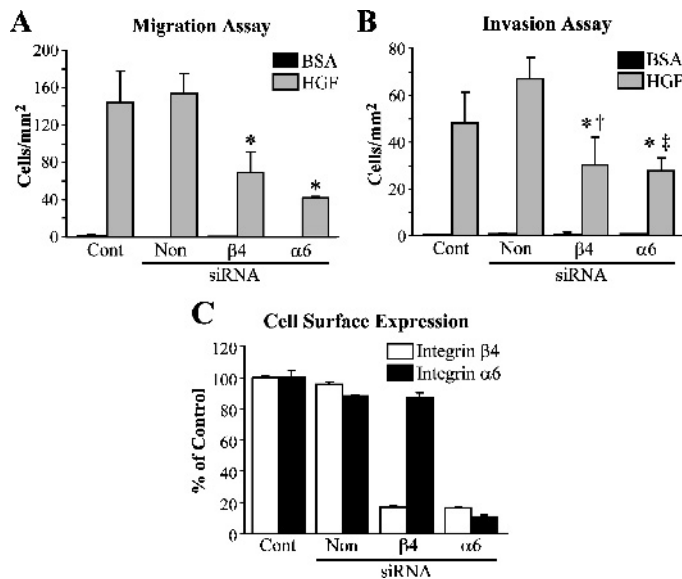 A
Migration Assay
200
160
120
80
40
0
Cells/mm²
BSA
HGF
*
*
Cont Non β4 α6
siRNA
B
Invasion Assay
80
60
40
20
0
Cells/mm²
BSA
HGF
*†
*‡
Cont Non β4 α6
siRNA
C
Cell Surface Expression
120
100
80
60
40
20
0
% of Control
Integrin β4
Integrin α6
Cont Non β4 α6
siRNA